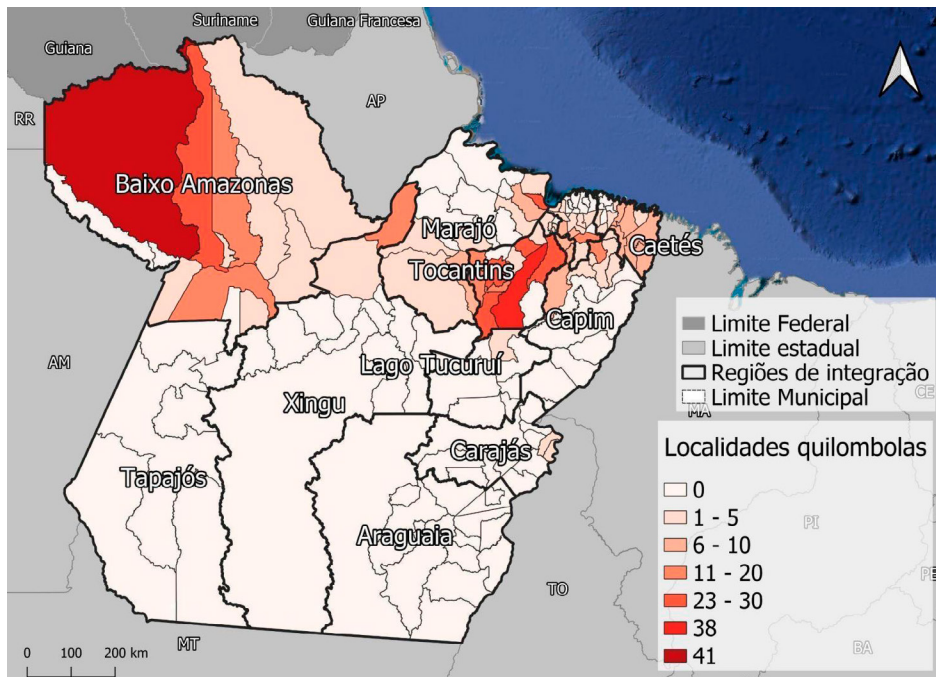 Suriname
Guiana Francesa
Guiana
RR
AP
Baixo Amazonas
Marajó
Caetés
Tocantins
Capim
Limite Federal
Limite estadual
Regiões de integração
Limite Municipal
AM
Lago Tucuruí
Xingu
CE
MA
Carajás
Localidades quilombolas
Tapajós
0
1 - 5
6 - 10
11 - 20
23 - 30
38
41
Araguaia
PI
PE
TO
MT
BA
0 100 200 km